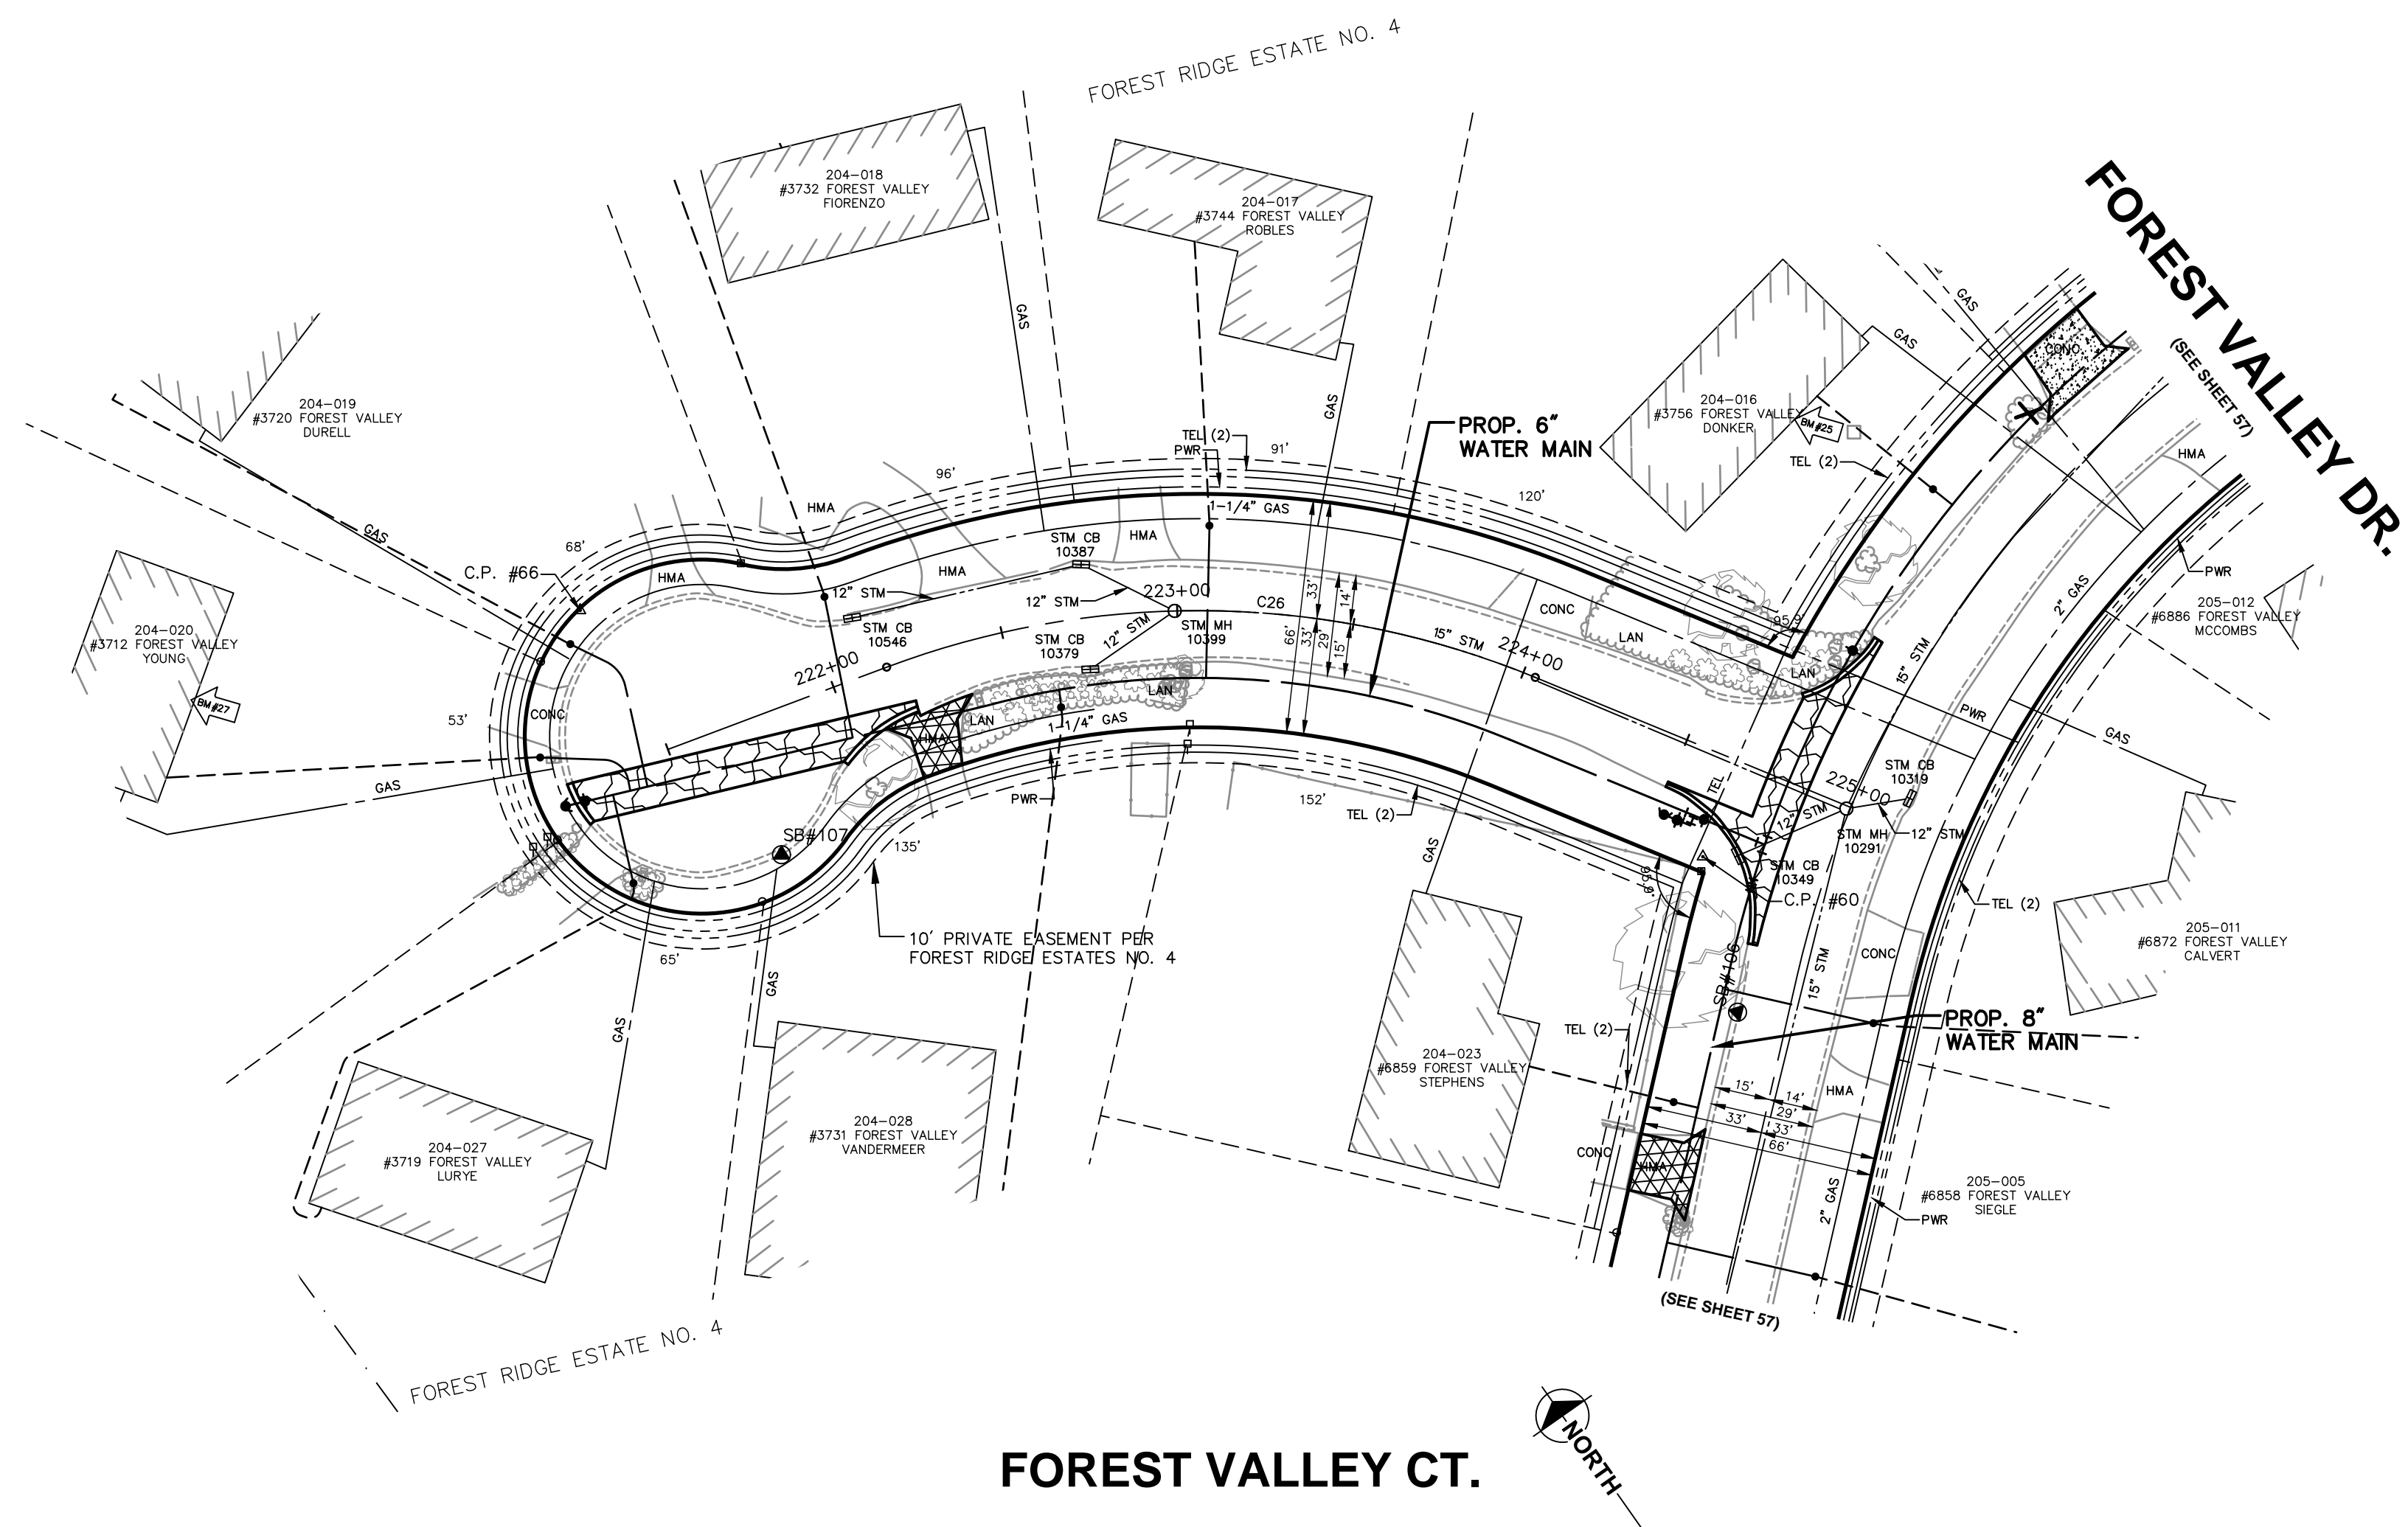 FOREST RIDGE ESTATE NO. 4
204-018
#3732 FOREST VALLEY
FIORENZO
204-017
#3744 FOREST VALLEY
ROBLES
FOREST VALLEY DR.
(SEE SHEET 57)
GAS
GAS
GAS
GAS
CONC
204-019
#3720 FOREST VALLEY
DURELL
204-016
#3756 FOREST VALLEY
DONKER
BM#25
TEL (2)
HMA
PROP. 6"
WATER MAIN
TEL (2)
PWR
91'
96'
120'
HMA
1-1/4" GAS
GAS
68'
C.P. #66
HMA
HMA
HMA
STM CB
10387
12" STM
12" STM
223+00
C26
STM MH
10399
12" STM
STM CB
10546
STM CB
10379
222+00
33'
14'
66'
33'
29'
15'
15" STM
224+00
CONC
LAN
95.9'
LAN
15" STM
2" GAS
PWR
205-012
#6886 FOREST VALLEY
MCCOMBS
204-020
#3712 FOREST VALLEY
YOUNG
BM#27
53'
CONC
GAS
LAN
LAN
HMA
1-1/4" GAS
PWR
152'
TEL (2)
GAS
TEL
PWR
GAS
225+00
STM CB
10319
12" STM
12" STM
STM MH
10291
STM CB
10349
C.P. #60
95.9'
SB#107
135'
10' PRIVATE EASEMENT PER
FOREST RIDGE ESTATES NO. 4
65'
GAS
GAS
SB#106
15" STM
CONC
TEL (2)
205-011
#6872 FOREST VALLEY
CALVERT
PROP. 8"
WATER MAIN
TEL (2)
204-023
#6859 FOREST VALLEY
STEPHENS
15'
14'
29'
33'
33'
66'
HMA
CONC
HMA
2" GAS
PWR
205-005
#6858 FOREST VALLEY
SIEGLE
204-027
#3719 FOREST VALLEY
LURYE
204-028
#3731 FOREST VALLEY
VANDERMEER
(SEE SHEET 57)
FOREST RIDGE ESTATE NO. 4
FOREST VALLEY CT.
NORTH